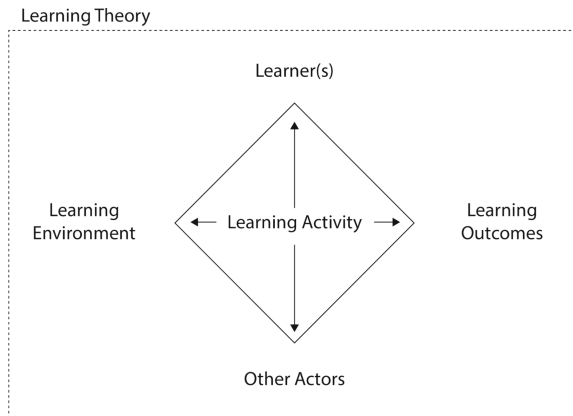 Learning Theory
Learner(s)
Learning
Environment
Learning Activity
Learning
Outcomes
Other Actors